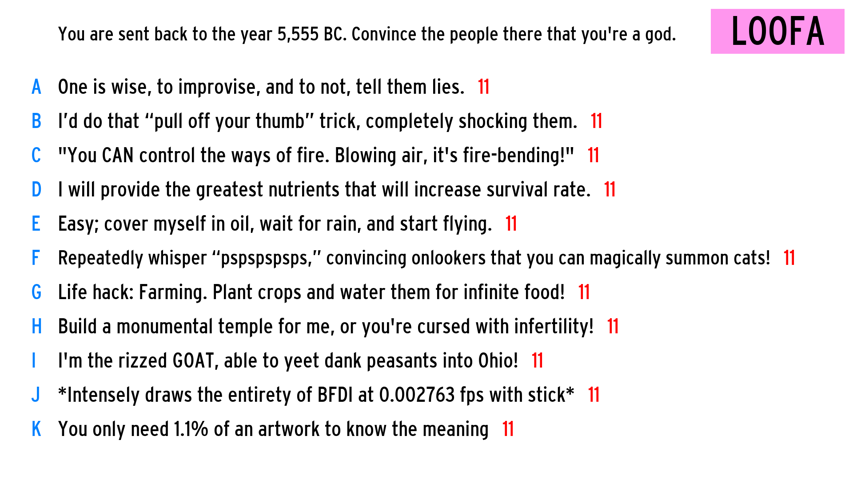 You are sent back to the year 5,555 BC. Convince the people there that you're a god.
LOOFA
A One is wise, to improvise, and to not, tell them lies. 11
B I’d do that “pull off your thumb” trick, completely shocking them. 11
C "You CAN control the ways of fire. Blowing air, it's fire-bending!" 11
D I will provide the greatest nutrients that will increase survival rate. 11
E Easy; cover myself in oil, wait for rain, and start flying. 11
F Repeatedly whisper “pspspspsps,” convincing onlookers that you can magically summon cats! 11
G Life hack: Farming. Plant crops and water them for infinite food! 11
H Build a monumental temple for me, or you're cursed with infertility! 11
I I'm the rizzed GOAT, able to yeet dank peasants into Ohio! 11
J *Intensely draws the entirety of BFDI at 0.002763 fps with stick* 11
K You only need 1.1% of an artwork to know the meaning 11